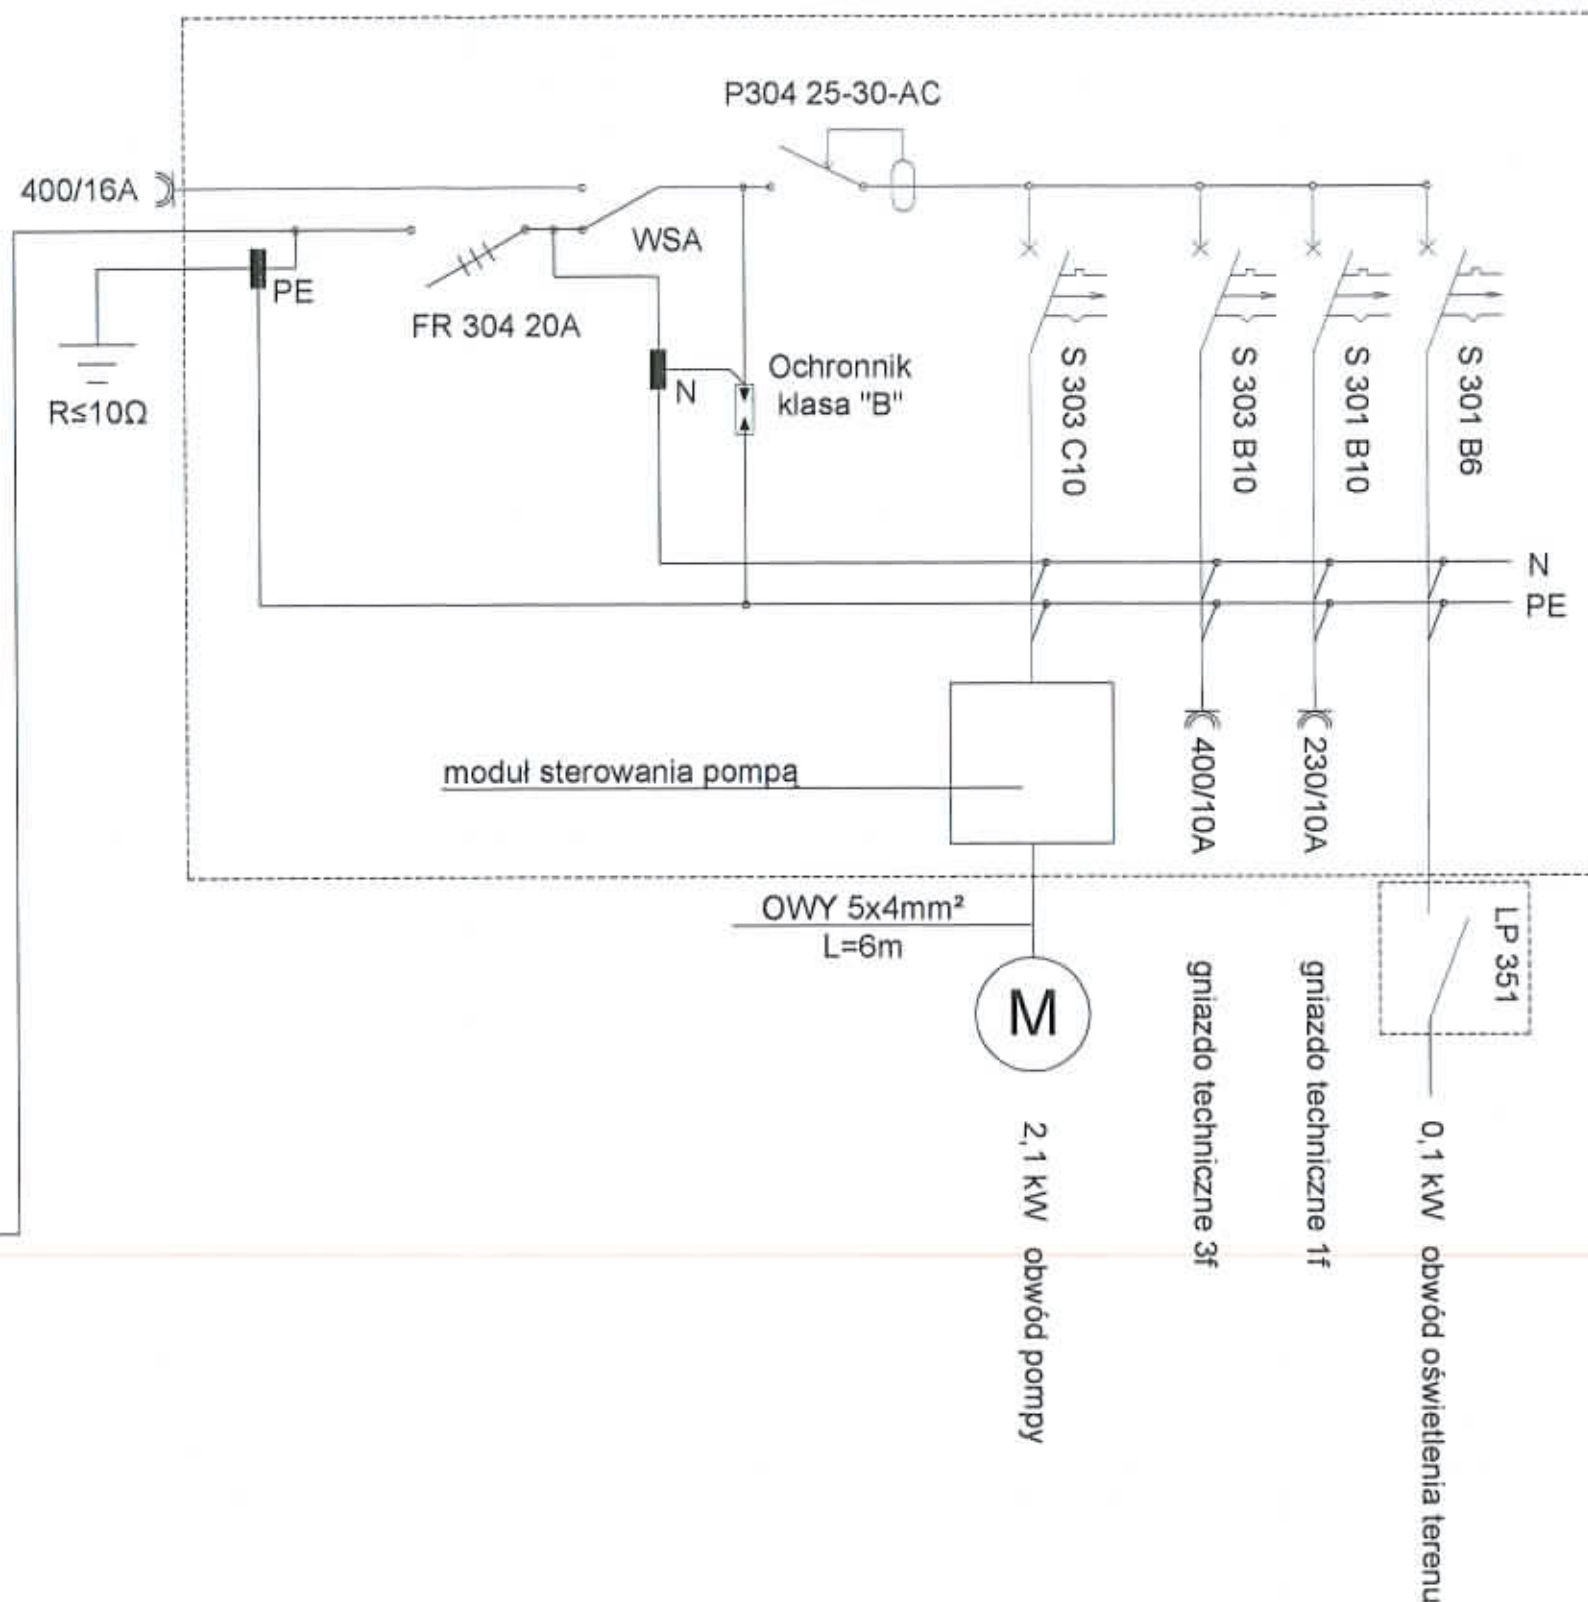 P304 25-30-AC
400/16A
WSA
PE
FR 304 20A
R≤10Ω
N
Ochronnik
klasa "B"
S 303 C10
S 303 B10
S 301 B10
S 301 B6
N
PE
moduł sterowania pompą
400/10A
230/10A
OWY 5x4mm²
L=6m
LP 351
M
2,1 kW obwód pompy
gniazdo techniczne 3f
gniazdo techniczne 1f
0,1 kW obwód oświetlenia terenu